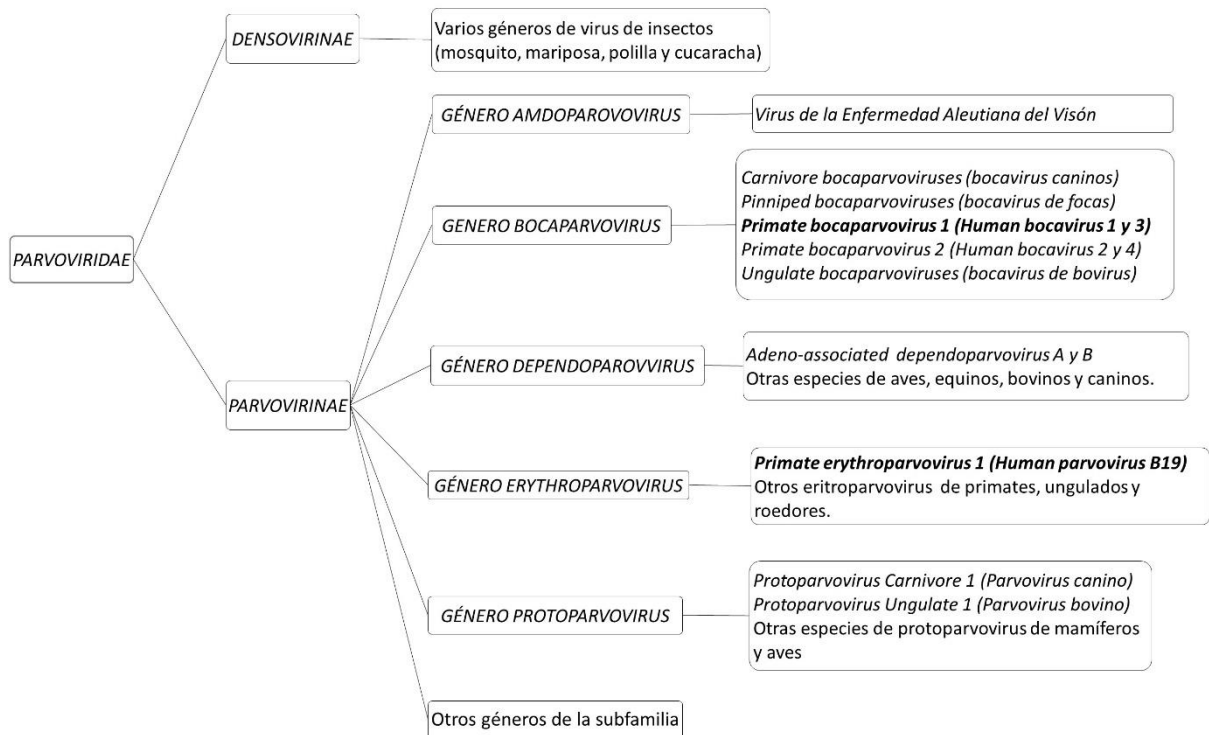 PARVOVIRIDAE
DENSOVIRINAE
Varios géneros de virus de insectos
(mosquito, mariposa, polilla y cucaracha)
PARVOVIRINAE
GÉNERO AMDOPAROVOVIRUS
Virus de la Enfermedad Aleutiana del Visón
GENERO BOCAPARVOVIRUS
Carnivore bocaparvoviruses (bocavirus caninos)
Pinniped bocaparvoviruses (bocavirus de focas)
Primate bocaparvovirus 1 (Human bocavirus 1 y 3)
Primate bocaparvovirus 2 (Human bocavirus 2 y 4)
Ungulate bocaparvoviruses (bocavirus de bovirus)
GÉNERO DEPENDOPAROVVIRUS
Adeno-associated dependoparvovirus A y B
Otras especies de aves, equinos, bovinos y caninos.
GÉNERO ERYTHROPARVOVIRUS
Primate erythroparvovirus 1 (Human parvovirus B19)
Otros eritroparvovirus de primates, ungulados y
roedores.
GÉNERO PROTOPARVOVIRUS
Protoparvovirus Carnivore 1 (Parvovirus canino)
Protoparvovirus Ungulate 1 (Parvovirus bovino)
Otras especies de protoparvovirus de mamíferos
y aves
Otros géneros de la subfamilia